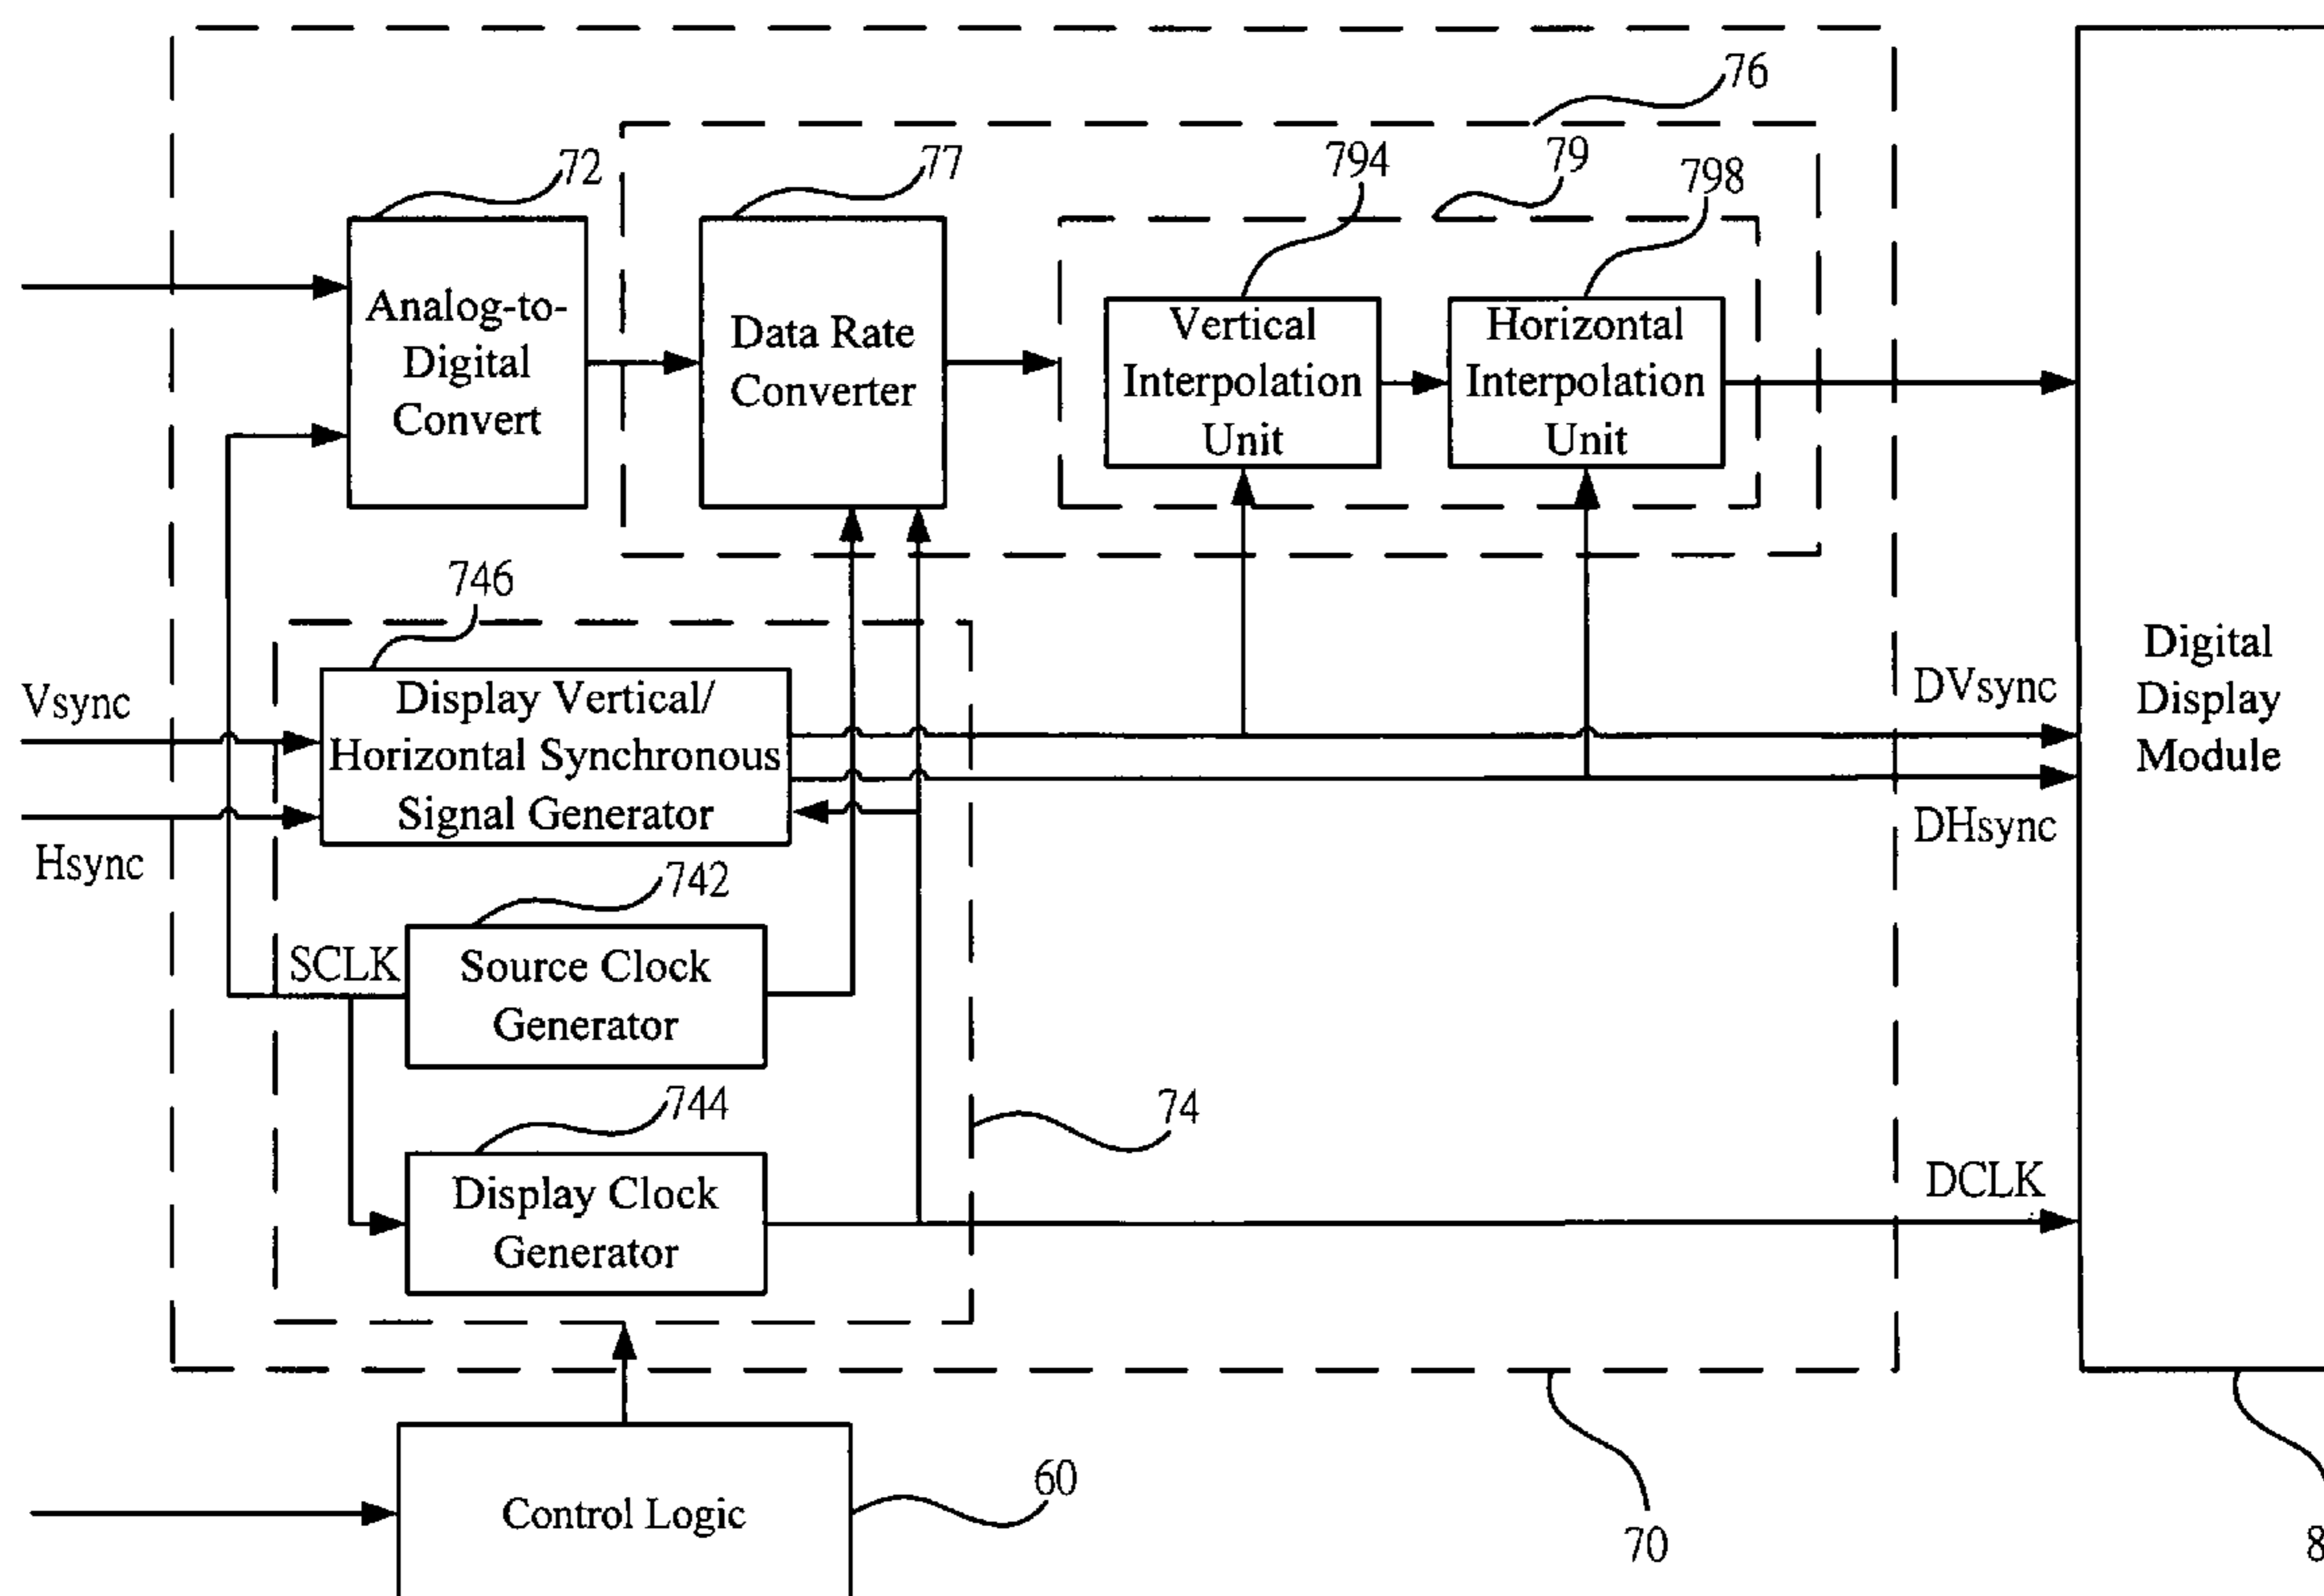 76
72
77
794
79
798
Analog-to-
Digital
Convert
Data Rate
Converter
Vertical
Interpolation
Unit
Horizontal
Interpolation
Unit
746
Vsync
Hsync
Display Vertical/
Horizontal Synchronous
Signal Generator
DVsync
DHsync
Digital
Display
Module
742
SCLK
Source Clock
Generator
744
Display Clock
Generator
74
DCLK
Control Logic
60
70